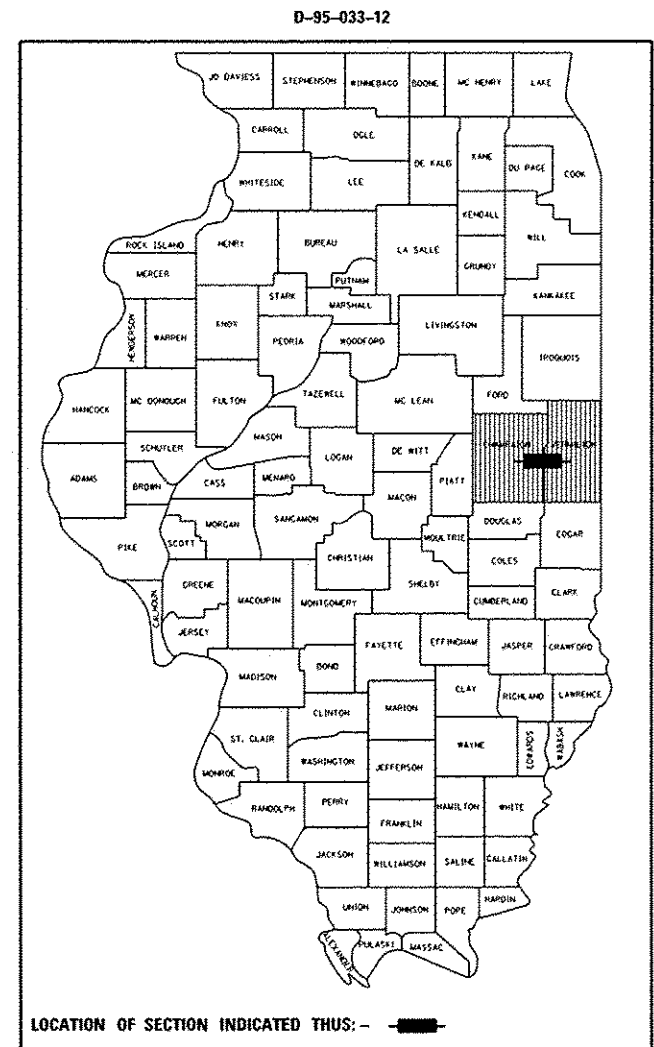 D-95-033-12
JO DAVIESS STEPHENSON WINNEBAGO BOONE MC HENRY LAKE
CARROLL OGLE DE KALB KANE DU PAGE COOK
WHITESIDE LEE
KENDALL WILL
ROCK ISLAND HENRY BUREAU LA SALLE GRUNDY
MERCER PUTNAM KANKAKEE
STARK MARSHALL
HENDERSON WARREN KNOX PEORIA WOODFORD LIVINGSTON IROQUOIS
HANCOCK MC DONOUGH FULTON TAZEWELL MC LEAN FORD
MASON
SCHUYLER LOGAN DE WITT CHAMPAIGN VERMILION
ADAMS BROWN CASS MENARD PIATT
MACON
MORGAN SANGAMON DOUGLAS
PIKE SCOTT CHRISTIAN MOULTRIE EDGAR
COLES
GREENE SHELBY
CALHOUN MACOUPIN MONTGOMERY CUMBERLAND CLARK
JERSEY
FAYETTE EFFINGHAM JASPER CRAWFORD
MADISON BOND
CLAY RICHLAND LAWRENCE
CLINTON MARION
ST. CLAIR WAYNE EDWARDS WABASH
MONROE WASHINGTON JEFFERSON
RANDOLPH PERRY HAMILTON WHITE
FRANKLIN
JACKSON WILLIAMSON SALINE GALLATIN
UNION JOHNSON POPE HARDIN
ALEXANDER PULASKI MASSAC
LOCATION OF SECTION INDICATED THUS: -